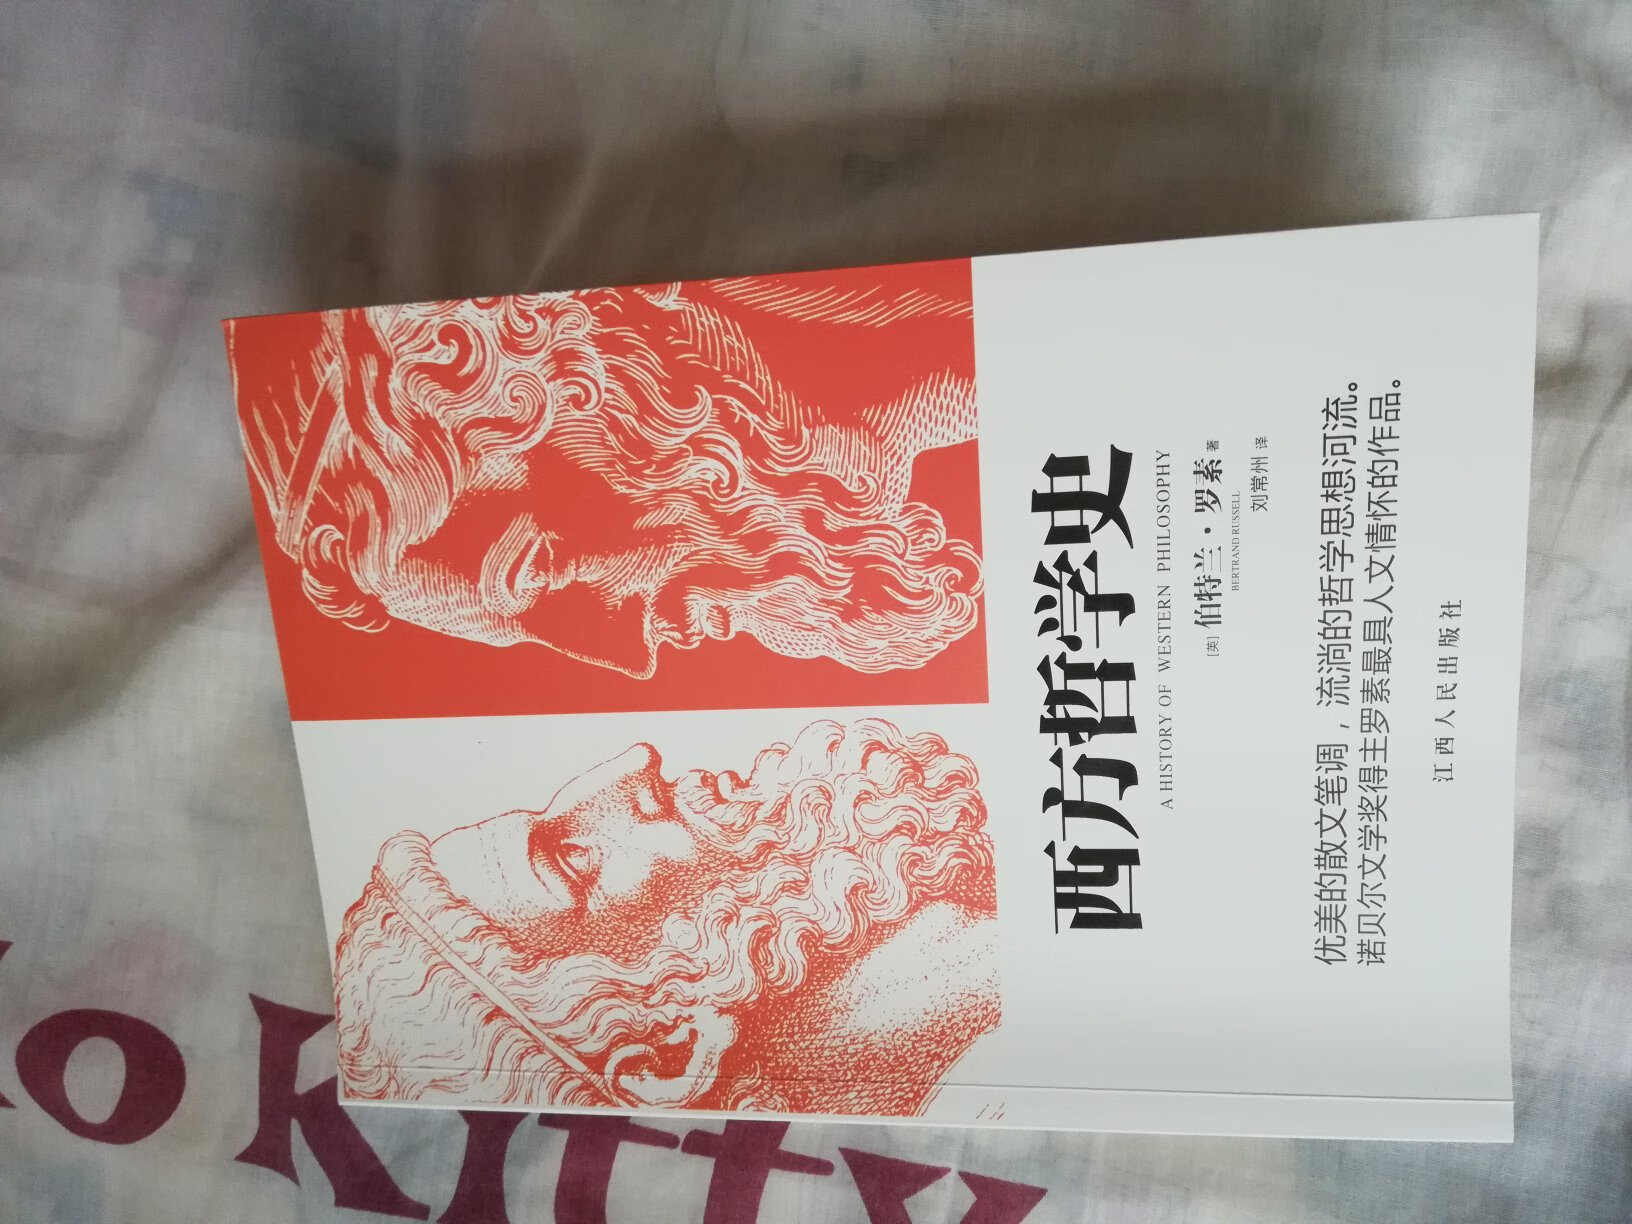 西方哲学史
A HISTORY OF WESTERN PHILOSOPHY
[英] 伯特兰·罗素 著
BERTRAND RUSSELL
刘常州 译
优美的散文笔调，流淌的哲学思想河流。
诺贝尔文学奖得主罗素最具人文情怀的作品。
江西人民出版社
o Kitty